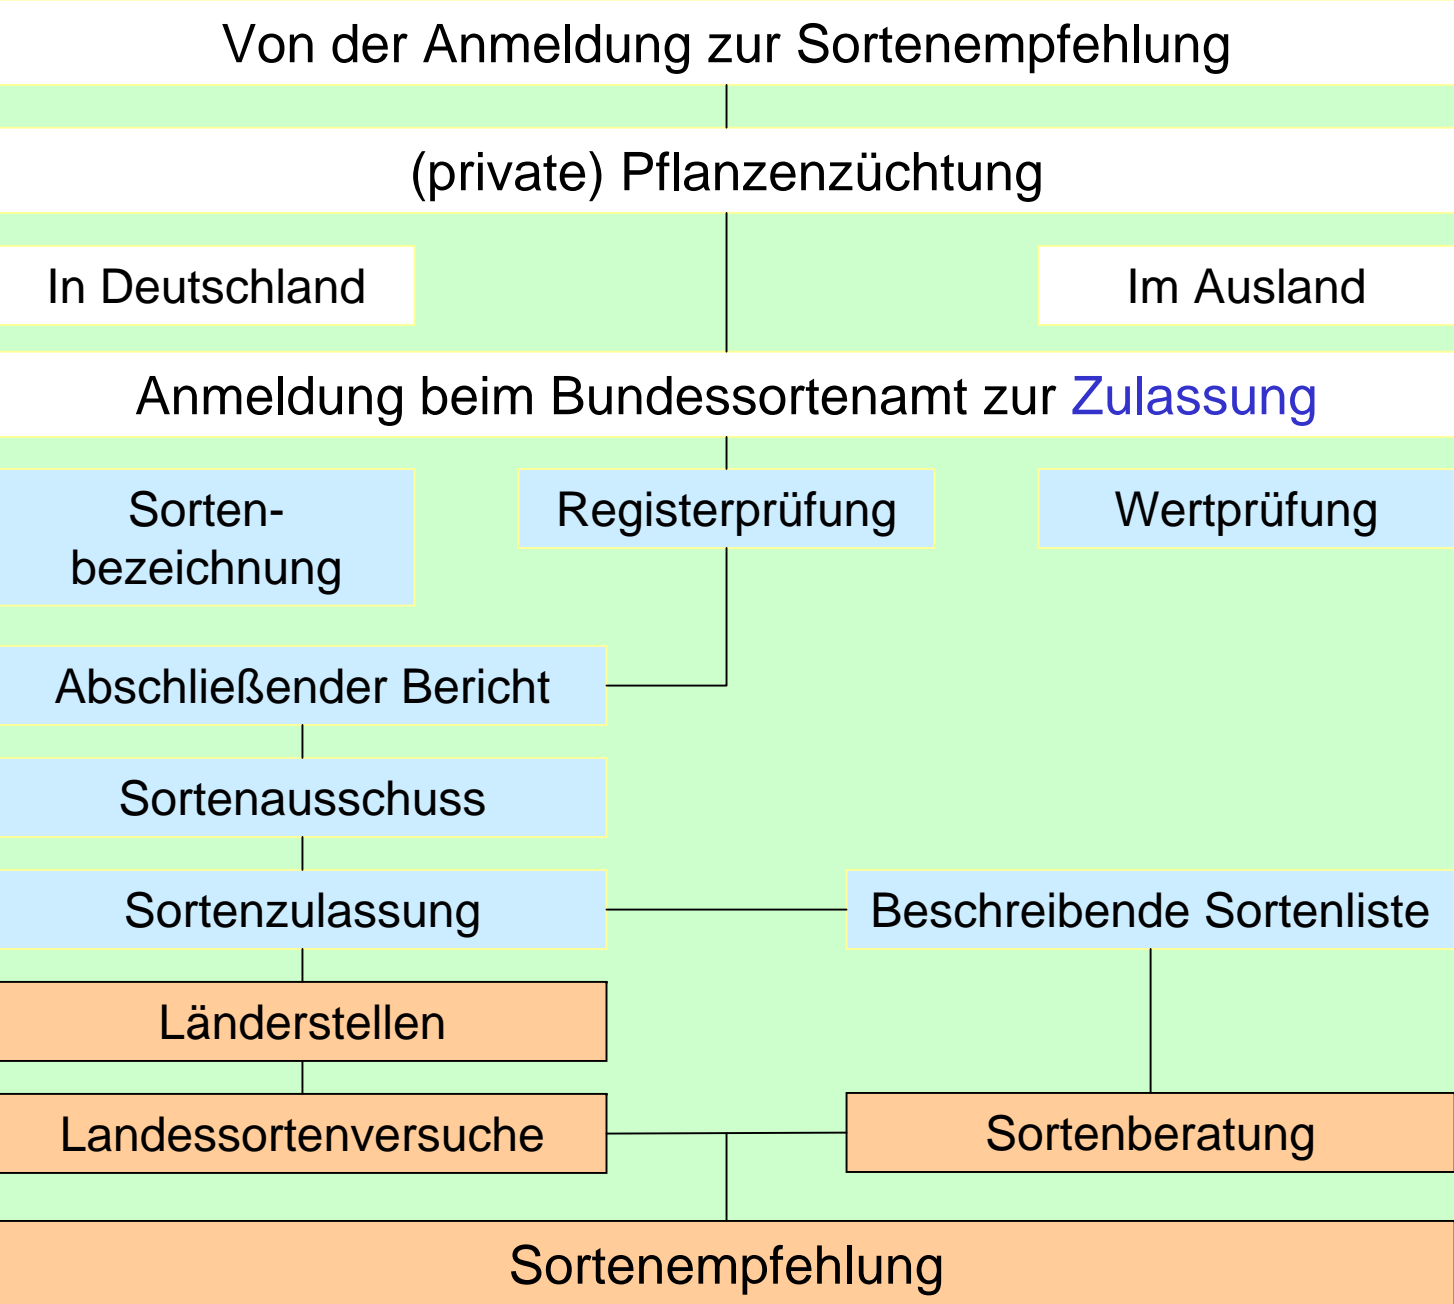 Von der Anmeldung zur Sortenempfehlung
(private) Pflanzenzüchtung
In Deutschland
Im Ausland
Anmeldung beim Bundessortenamt zur Zulassung
Sorten-
bezeichnung
Registerprüfung
Wertprüfung
Abschließender Bericht
Sortenausschuss
Sortenzulassung
Beschreibende Sortenliste
Länderstellen
Landessortenversuche
Sortenberatung
Sortenempfehlung